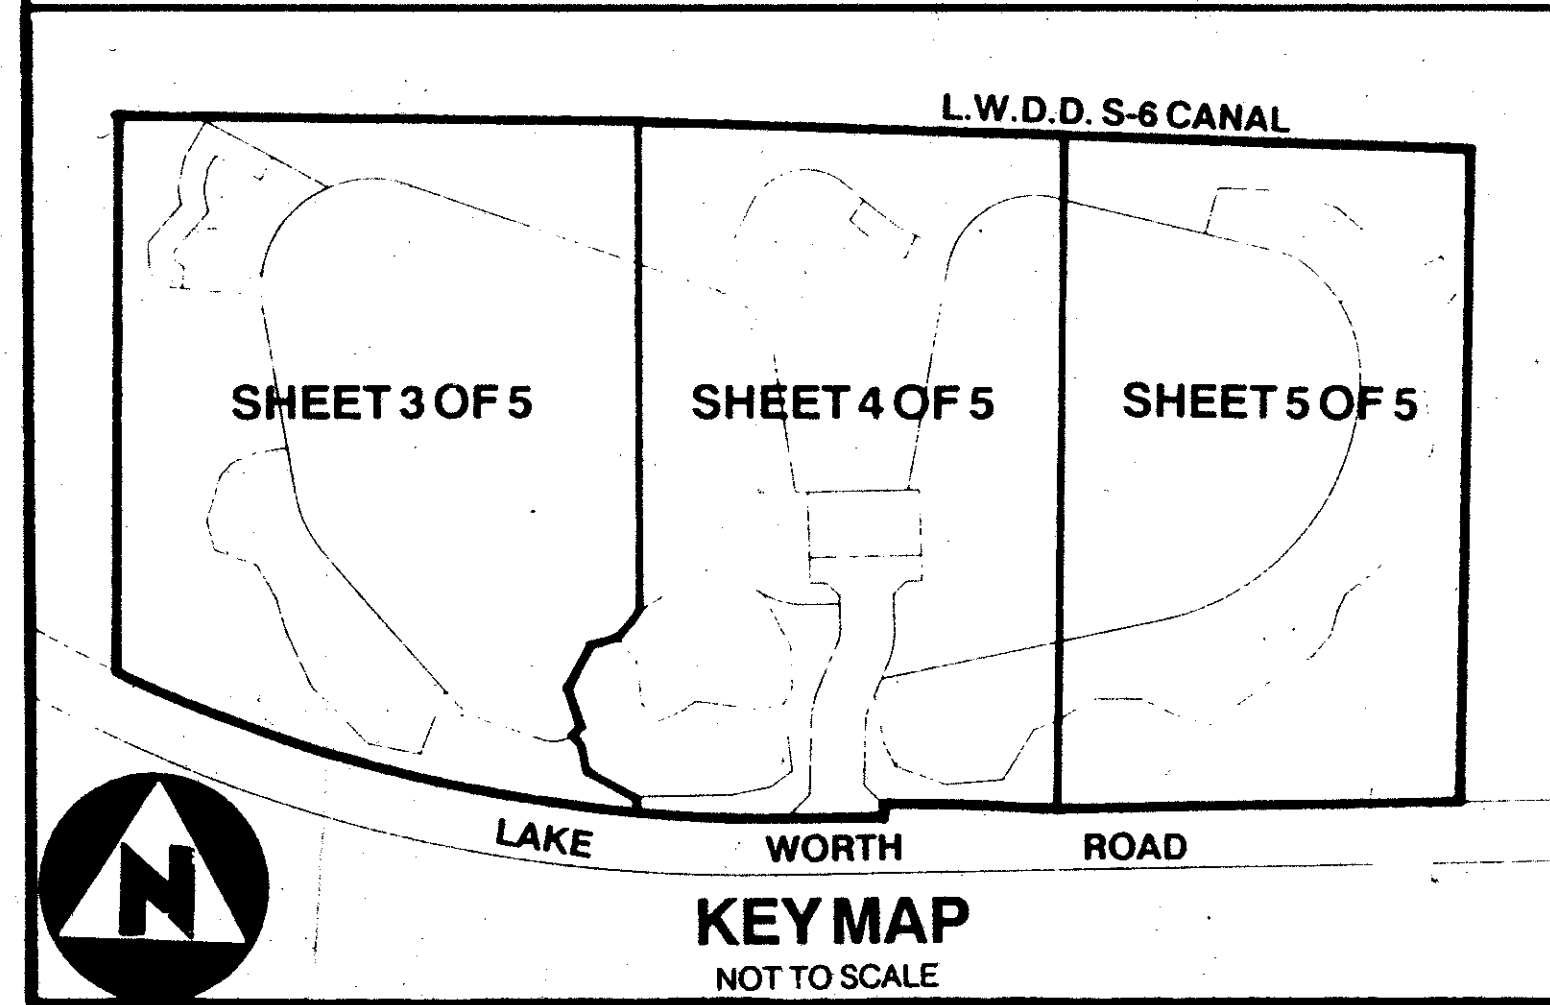 L.W.D.D. S-6 CANAL
SHEET 3 OF 5 SHEET 4 OF 5 SHEET 5 OF 5
LAKE WORTH ROAD
N
KEY MAP
NOT TO SCALE